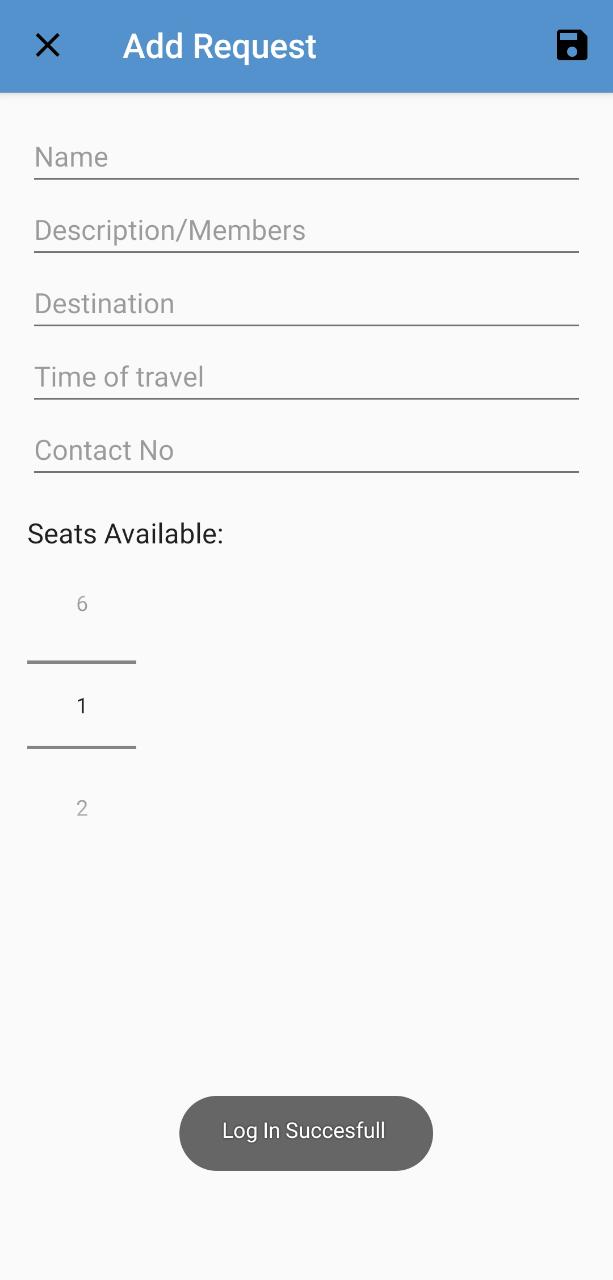 Add Request
Name
Description/Members
Destination
Time of travel
Contact No
Seats Available:
6
1
2
Log In Succesfull